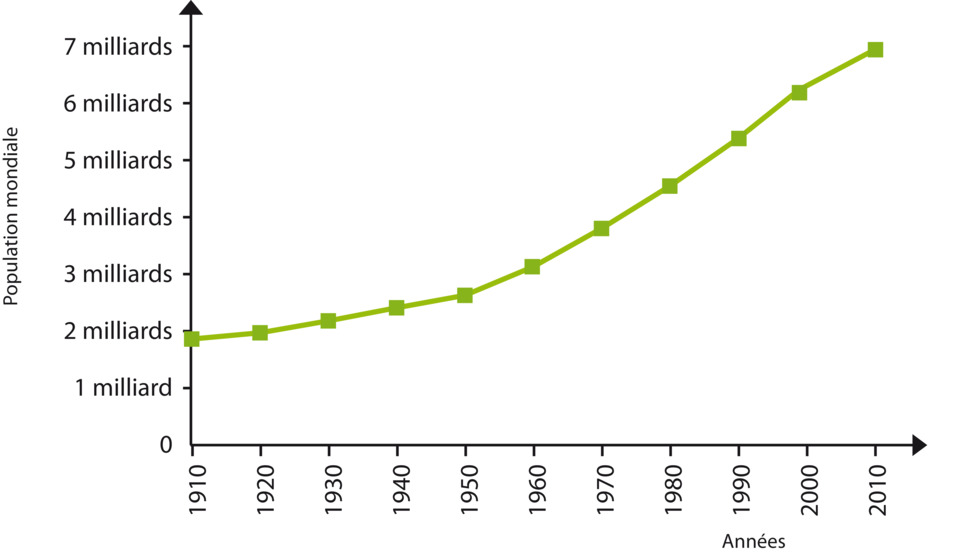 7 milliards
6 milliards
5 milliards
4 milliards
3 milliards
2 milliards
1 milliard
0
Population mondiale
1910
1920
1930
1940
1950
1960
1970
1980
1990
2000
2010
Années